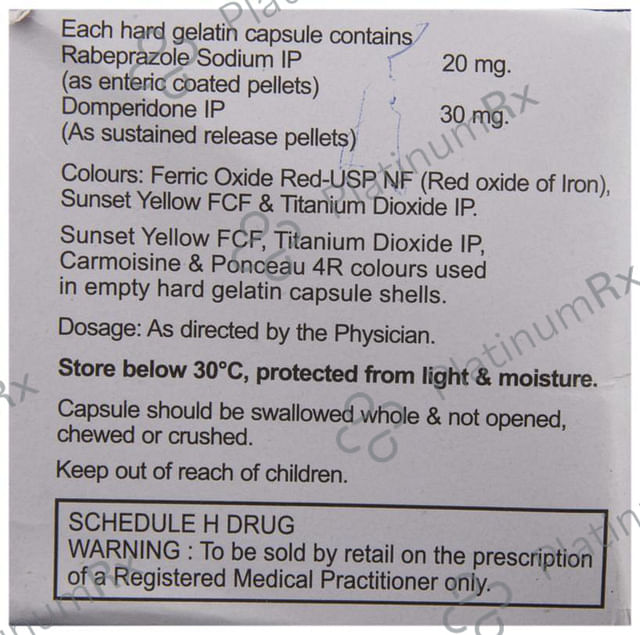 Each hard gelatin capsule contains
Rabeprazole Sodium IP 20 mg.
(as enteric coated pellets)
Domperidone IP 30 mg.
(As sustained release pellets)
Colours: Ferric Oxide Red-USP NF (Red oxide of Iron),
Sunset Yellow FCF & Titanium Dioxide IP.
Sunset Yellow FCF, Titanium Dioxide IP,
Carmoisine & Ponceau 4R colours used
in empty hard gelatin capsule shells.
Dosage: As directed by the Physician.
Store below 30°C, protected from light & moisture.
Capsule should be swallowed whole & not opened,
chewed or crushed.
Keep out of reach of children.
SCHEDULE H DRUG
WARNING : To be sold by retail on the prescription
of a Registered Medical Practitioner only.
PlatinumRx
PlatinumRx